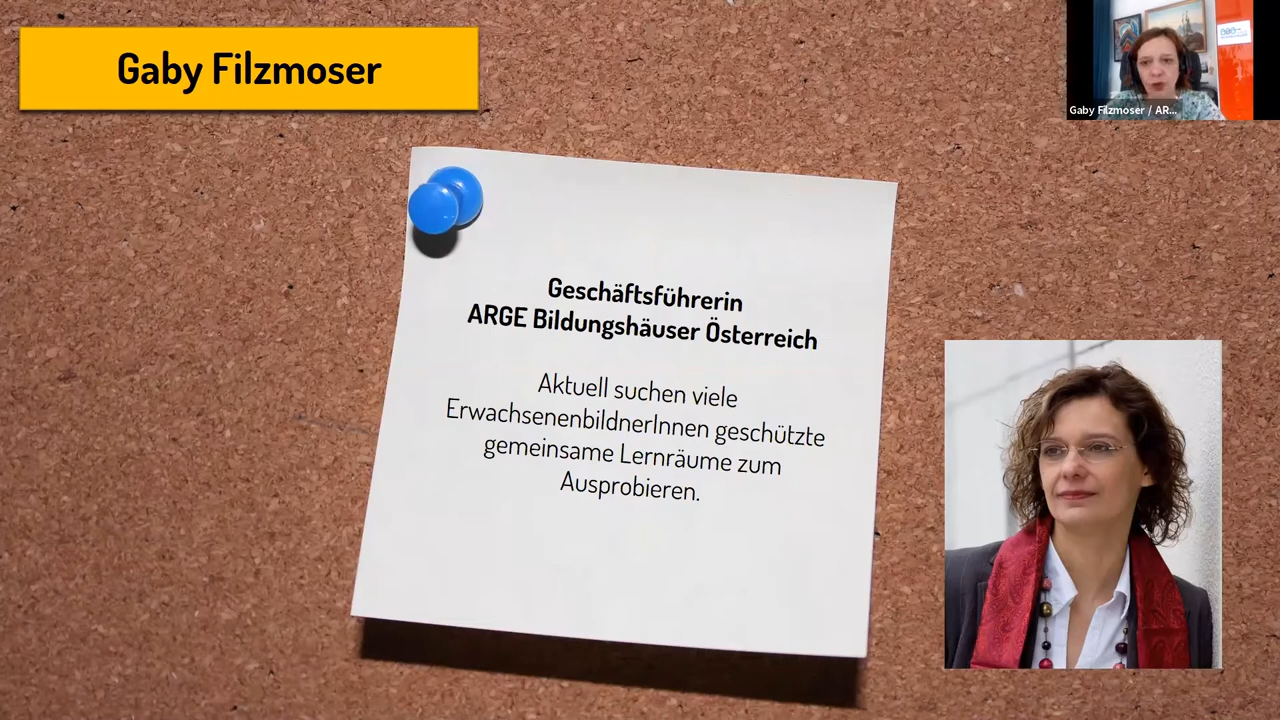 Gaby Filzmoser
Gaby Filzmoser / AR...
Geschäftsführerin
ARGE Bildungshäuser Österreich
Aktuell suchen viele
ErwachsenenbildnerInnen geschützte
gemeinsame Lernräume zum
Ausprobieren.